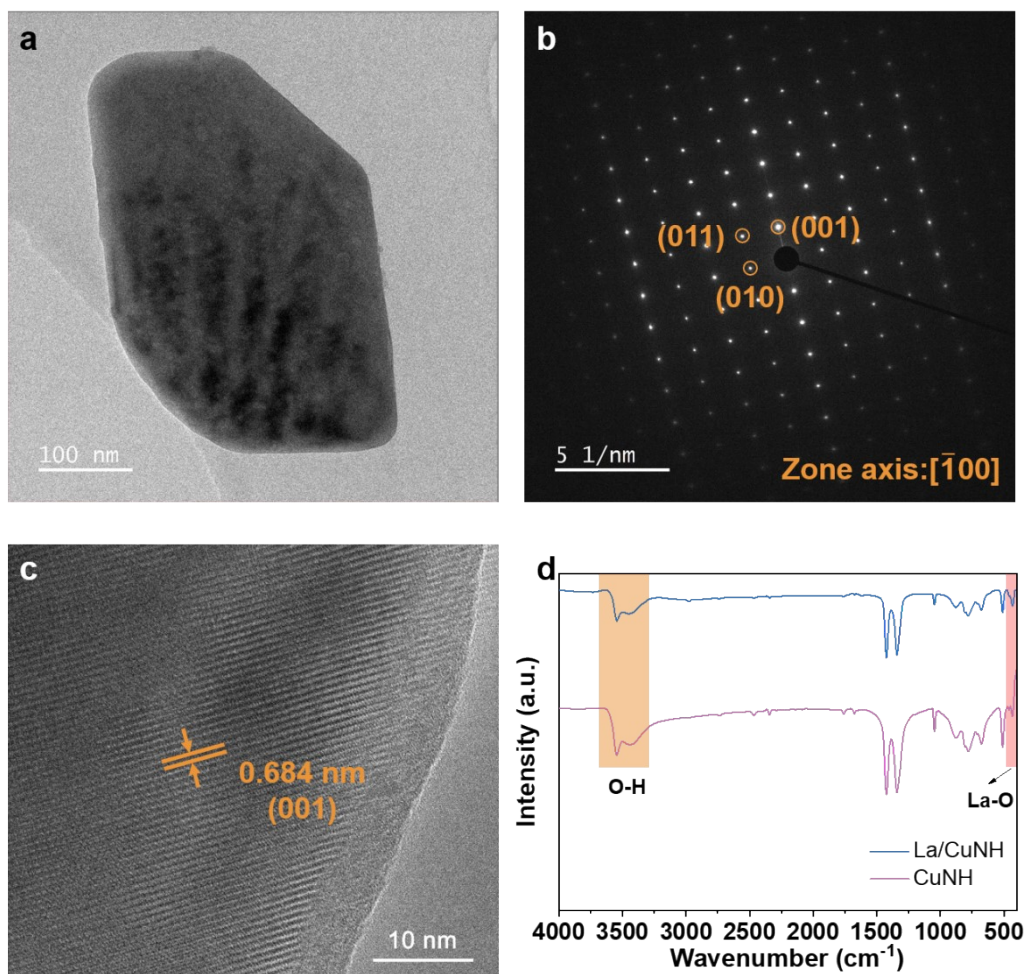 a
100 nm
b
(011)
(001)
(010)
5 1/nm
Zone axis:[1̄00]
c
0.684 nm
(001)
10 nm
d
Intensity (a.u.)
O-H
La-O
La/CuNH
CuNH
4000 3500 3000 2500 2000 1500 1000 500
Wavenumber (cm⁻¹)